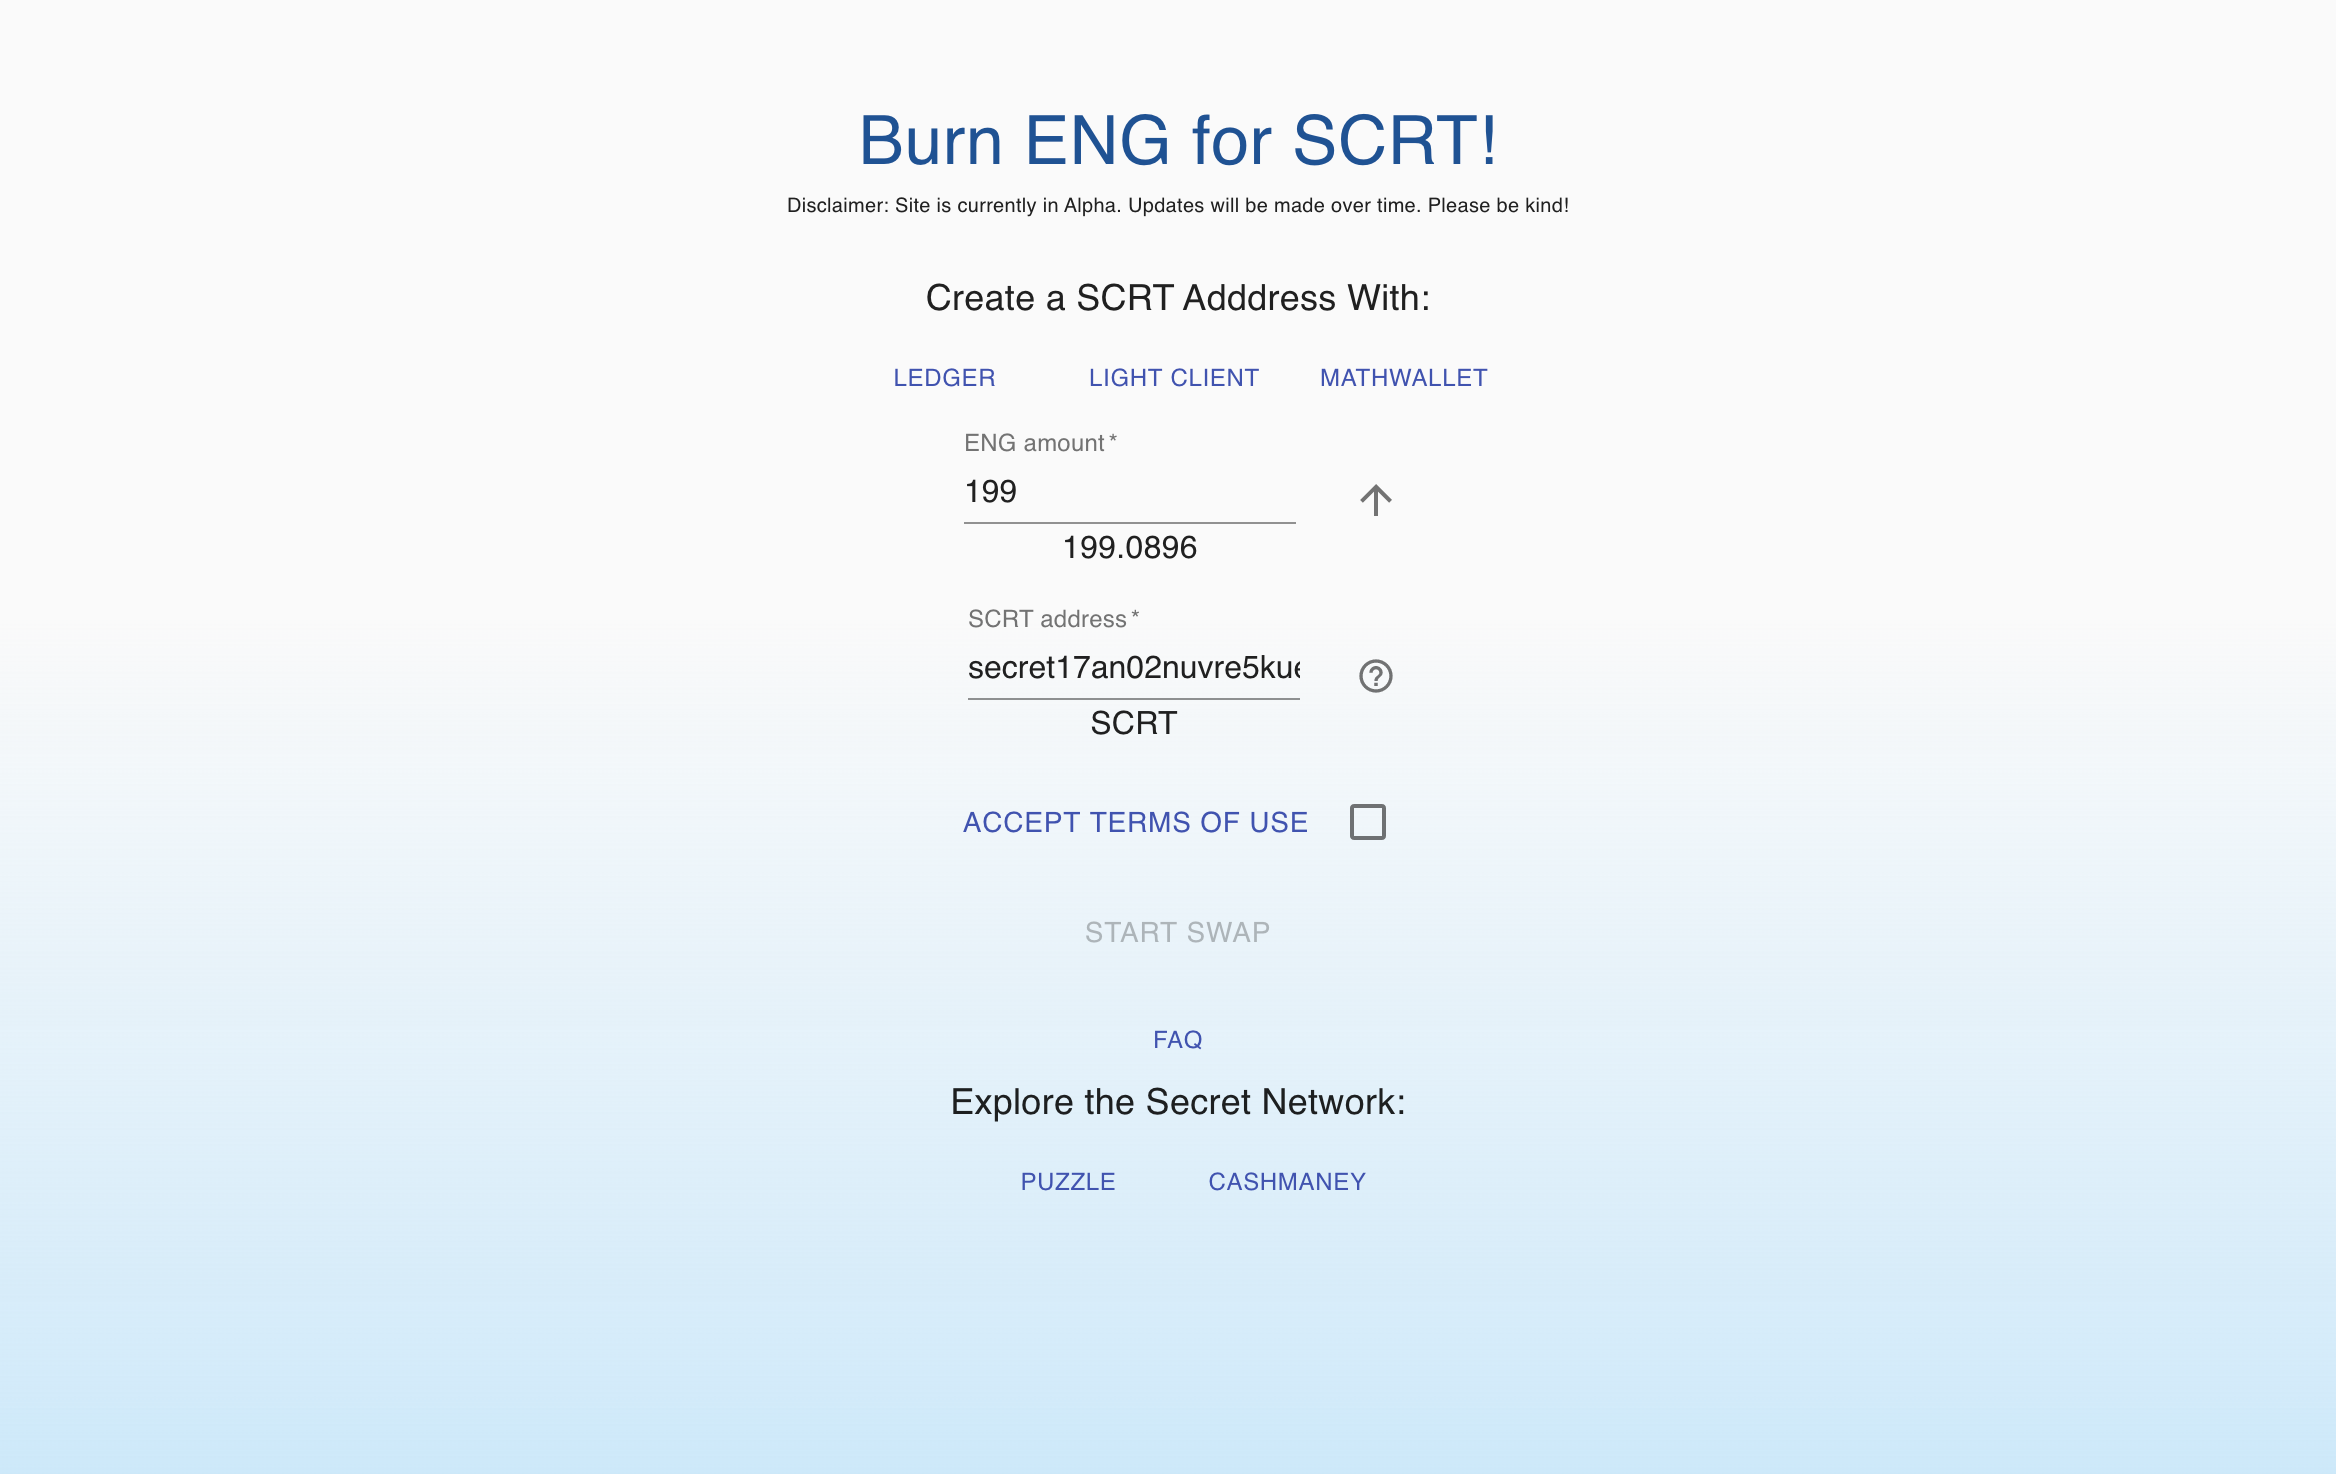 Burn ENG for SCRT!
Disclaimer: Site is currently in Alpha. Updates will be made over time. Please be kind!
Create a SCRT Adddress With:
LEDGER LIGHT CLIENT MATHWALLET
ENG amount *
199
199.0896
SCRT address *
secret17an02nuvre5kue
SCRT
ACCEPT TERMS OF USE
START SWAP
FAQ
Explore the Secret Network:
PUZZLE CASHMANEY